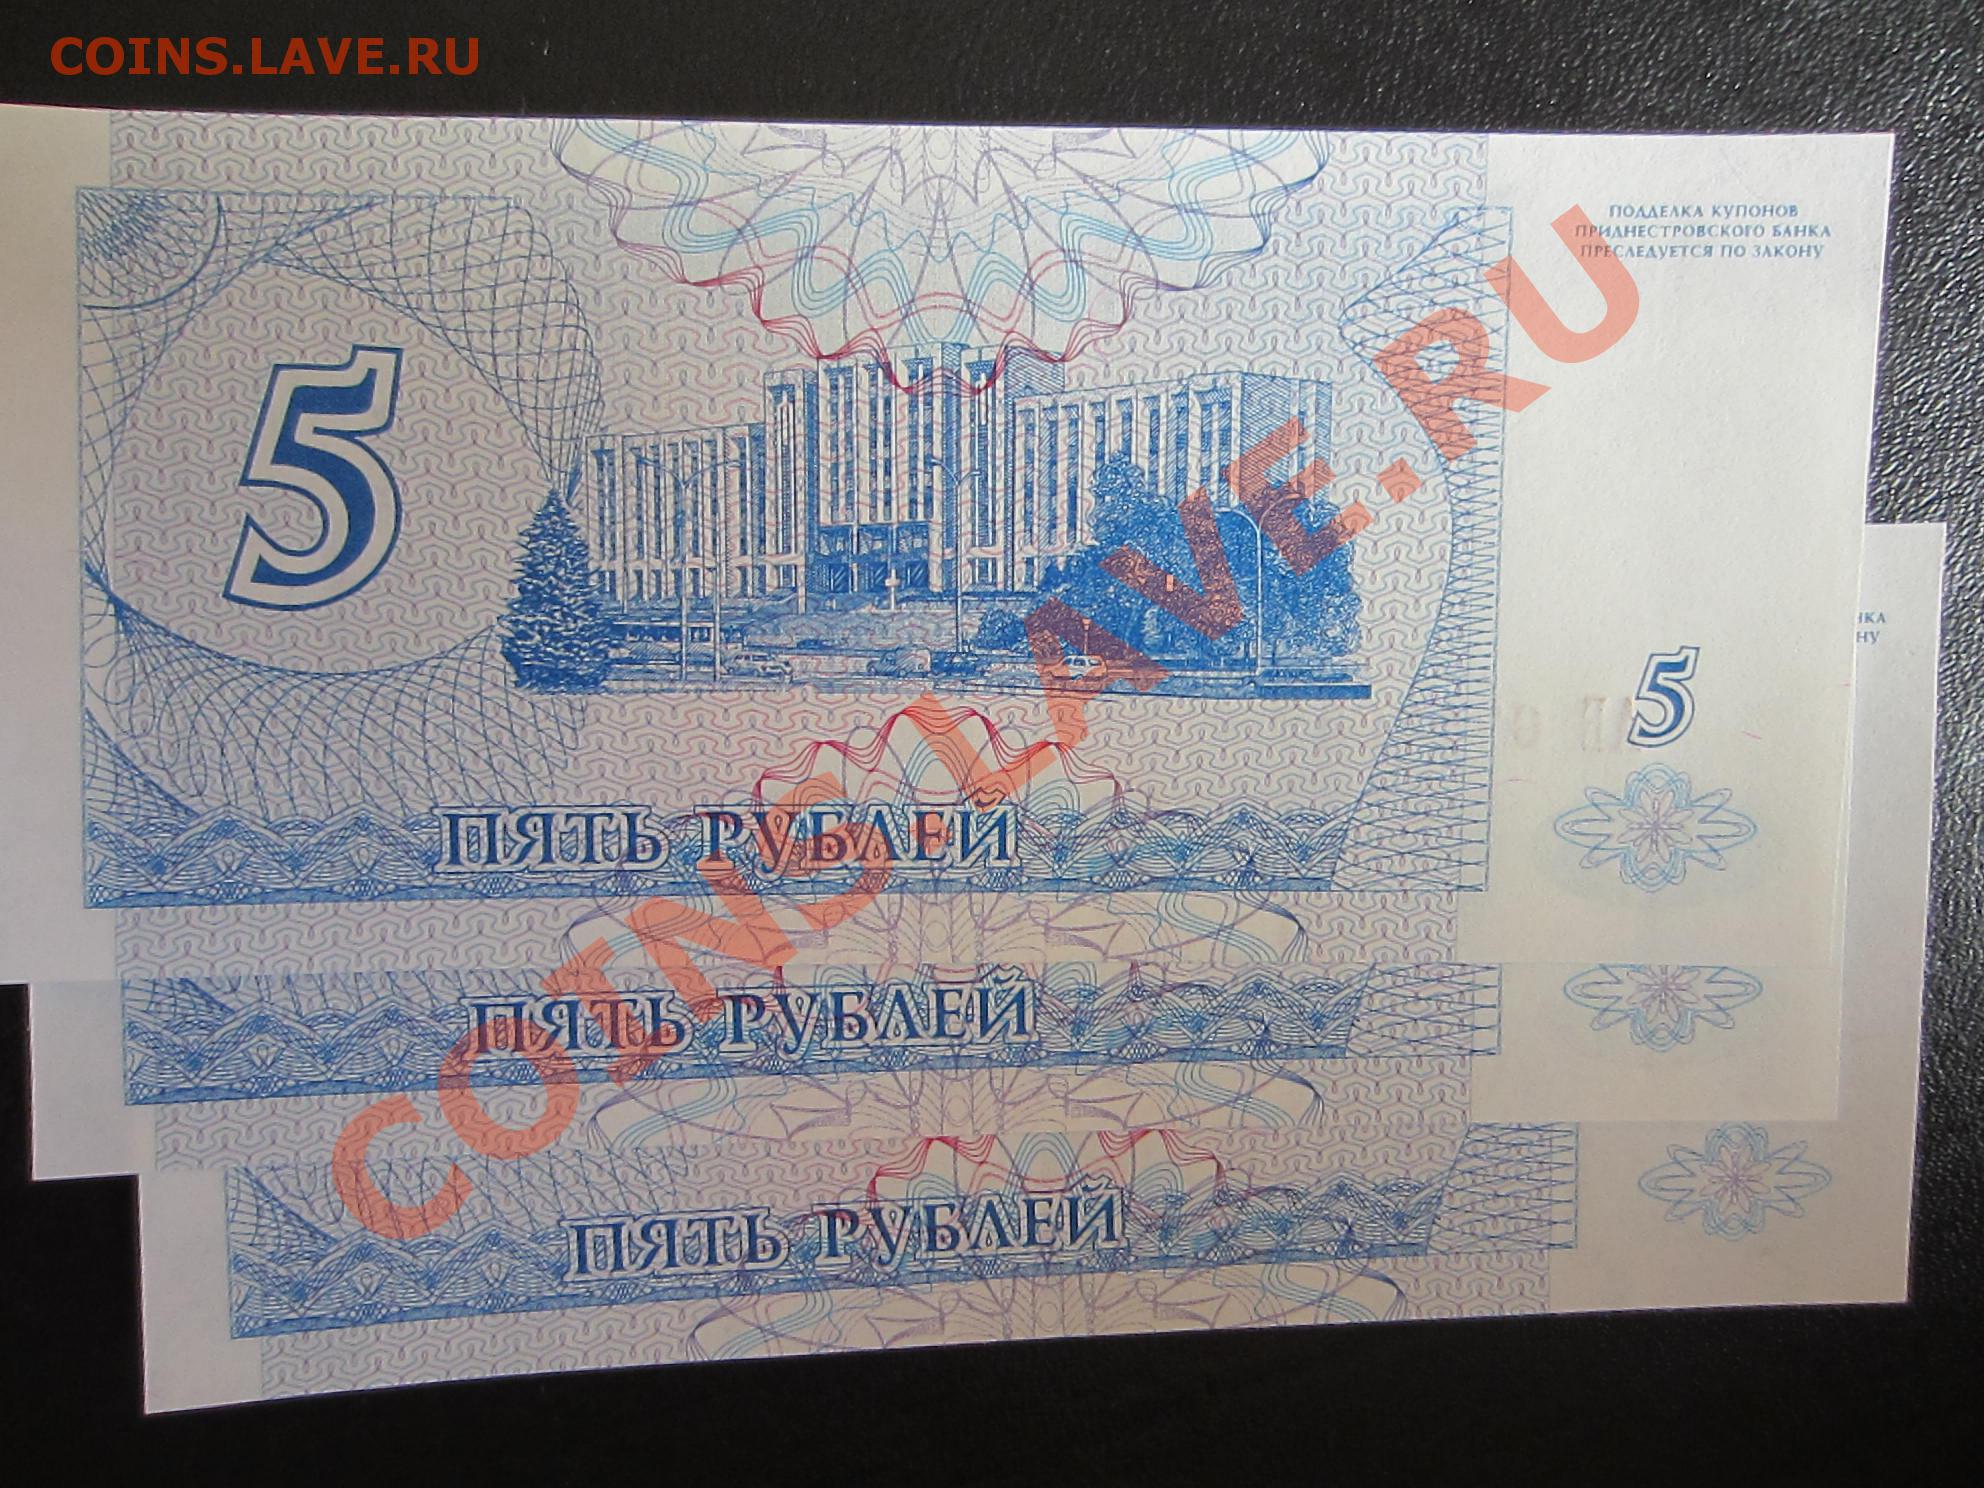 COINS.LAVE.RU
ПОДДЕЛКА КУПОНОВ
ПРИДНЕСТРОВСКОГО БАНКА
ПРЕСЛЕДУЕТСЯ ПО ЗАКОНУ
5
5
ПЯТЬ РУБЛЕЙ
ПЯТЬ РУБЛЕЙ
ПЯТЬ РУБЛЕЙ
COINS.LAVE.RU